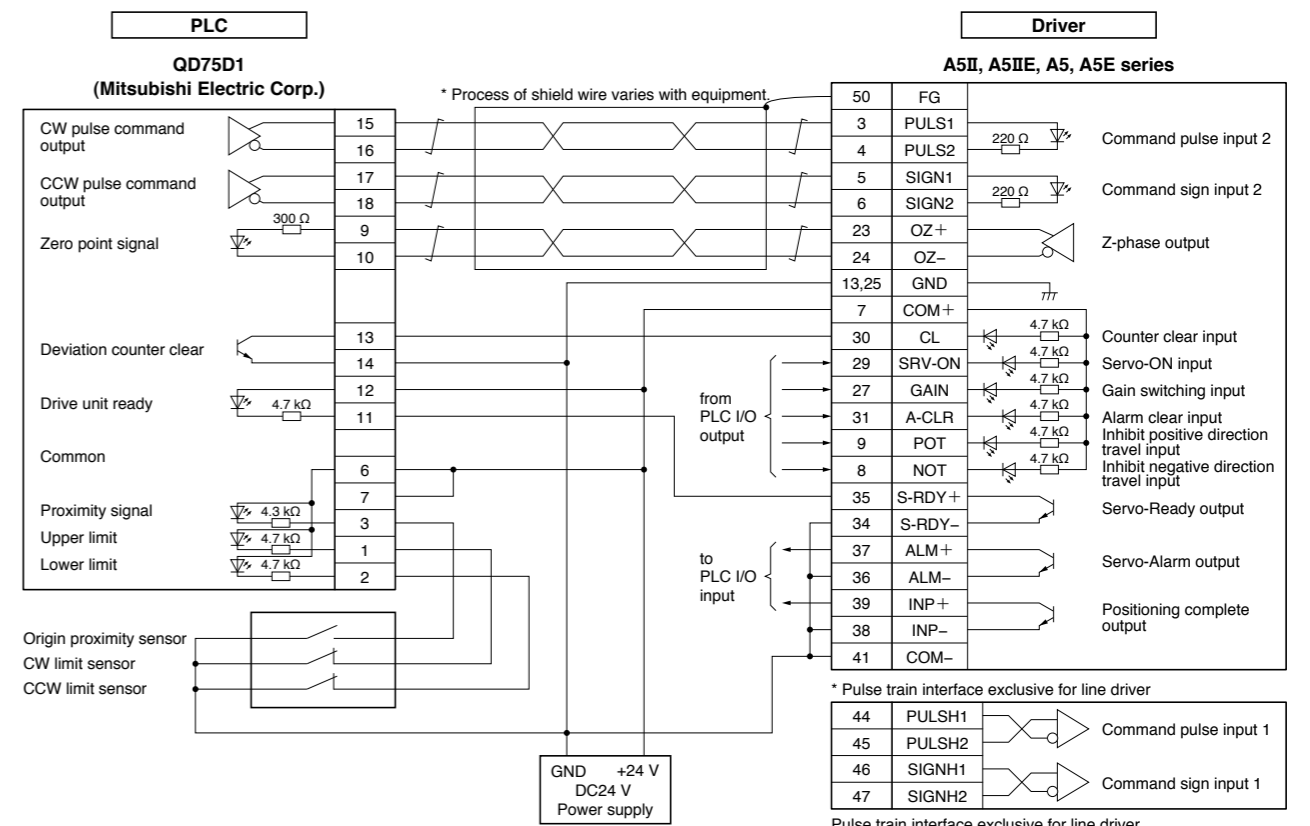 PLC
Driver
QD75D1
(Mitsubishi Electric Corp.)
A5II, A5IIE, A5, A5E series
* Process of shield wire varies with equipment.
CW pulse command
output
15
16
CCW pulse command
output
17
18
Zero point signal
300 Ω
9
10
Deviation counter clear
13
14
Drive unit ready
4.7 kΩ
12
11
Common
6
7
Proximity signal
4.3 kΩ
3
Upper limit
4.7 kΩ
1
Lower limit
4.7 kΩ
2
Origin proximity sensor
CW limit sensor
CCW limit sensor
GND +24 V
DC24 V
Power supply
from
PLC I/O
output
to
PLC I/O
input
50 FG
3 PULS1
4 PULS2
220 Ω
Command pulse input 2
5 SIGN1
6 SIGN2
220 Ω
Command sign input 2
23 OZ+
24 OZ−
Z-phase output
13,25 GND
7 COM+
30 CL 4.7 kΩ Counter clear input
29 SRV-ON 4.7 kΩ Servo-ON input
27 GAIN 4.7 kΩ Gain switching input
31 A-CLR 4.7 kΩ Alarm clear input
9 POT 4.7 kΩ Inhibit positive direction
travel input
8 NOT 4.7 kΩ Inhibit negative direction
travel input
35 S-RDY+
34 S-RDY−
Servo-Ready output
37 ALM+
36 ALM−
Servo-Alarm output
39 INP+
38 INP−
Positioning complete
output
41 COM−
* Pulse train interface exclusive for line driver
44 PULSH1
45 PULSH2
Command pulse input 1
46 SIGNH1
47 SIGNH2
Command sign input 1
Pulse train interface exclusive for line driver